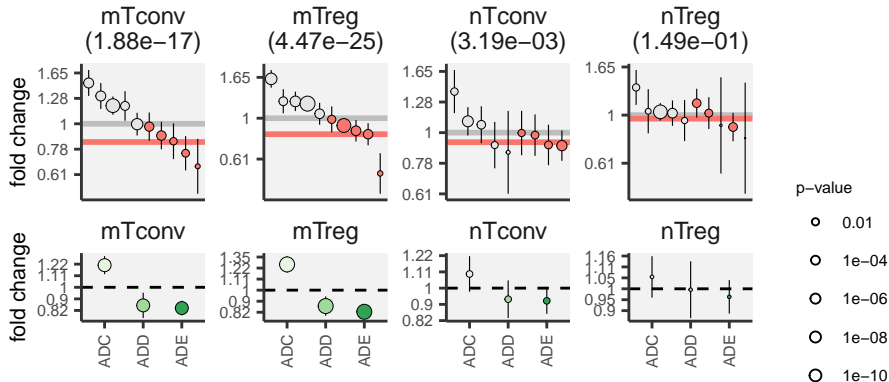 mTconv
(1.88e−17)
mTreg
(4.47e−25)
nTconv
(3.19e−03)
nTreg
(1.49e−01)
fold change
1.65
1.28
1
0.78
0.61
1.65
1
0.61
1.65
1.28
1
0.78
0.61
1.65
1
0.61
mTconv
mTreg
nTconv
nTreg
fold change
1.22
1.11
1
0.9
0.82
1.35
1.22
1.11
1
0.9
0.82
1.22
1.11
1
0.9
0.82
1.16
1.11
1.05
1
0.95
0.9
ADC
ADD
ADE
ADC
ADD
ADE
ADC
ADD
ADE
ADC
ADD
ADE
p−value
0.01
1e−04
1e−06
1e−08
1e−10